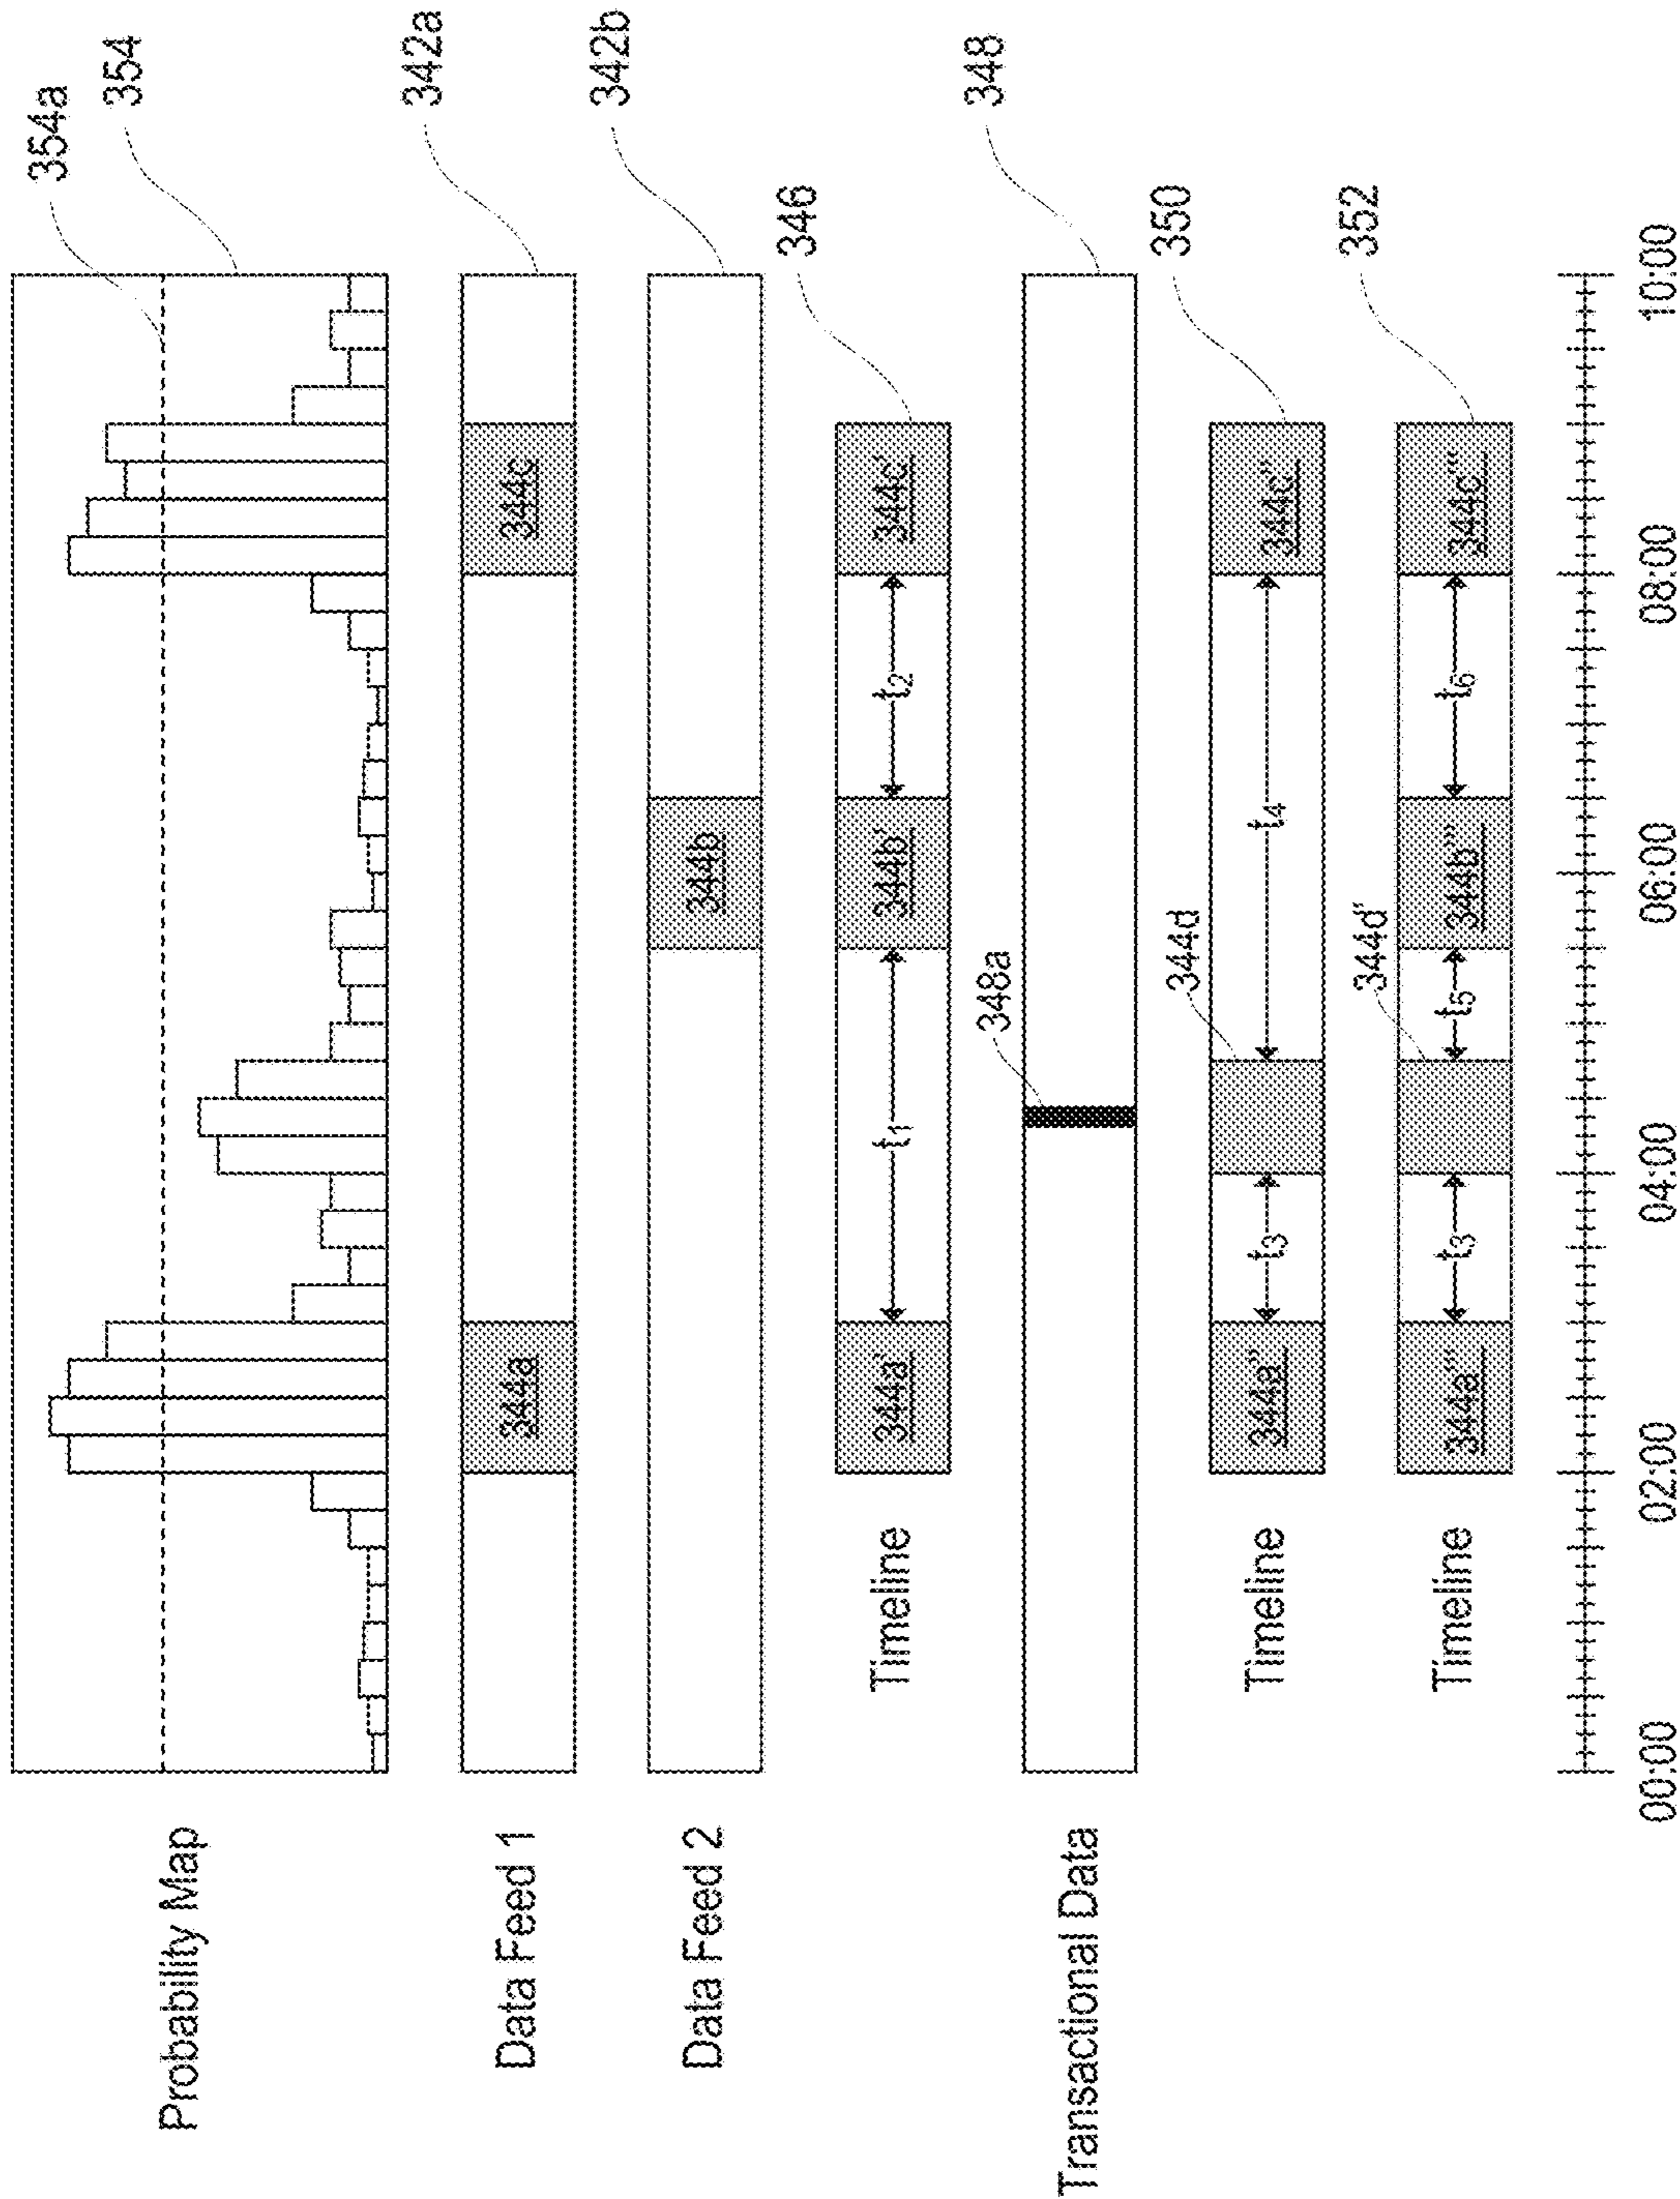 Probability Map
354a
354
Data Feed 1
344a
344c
342a
Data Feed 2
344b
342b
Timeline
344a'
t1
344b'
t2
344c'
346
Transactional Data
348a
348
Timeline
344a''
t3
344d
t4
344c''
350
Timeline
344a'''
t3
344d'
t5
344b''
t6
344c'''
352
00:00 02:00 04:00 06:00 08:00 10:00